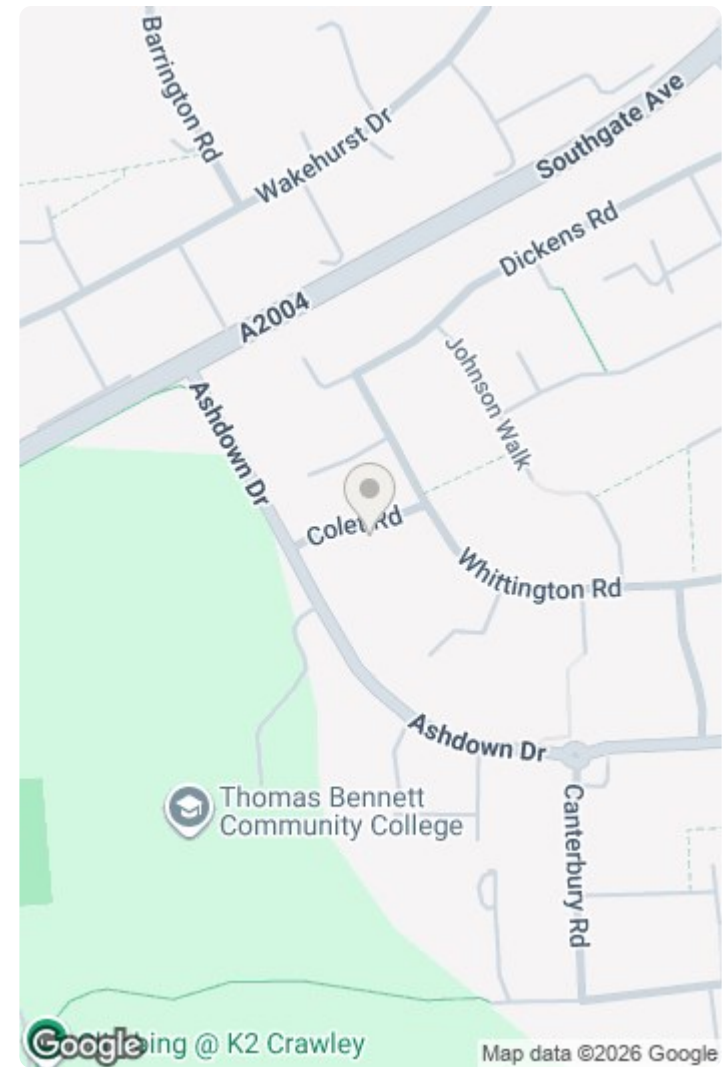 Barrington Rd
Wakehurst Dr
Southgate Ave
Dickens Rd
A2004
Johnson Walk
Ashdown Dr
Colet Rd
Whittington Rd
Ashdown Dr
Thomas Bennett
Community College
Canterbury Rd
Google
@ K2 Crawley
Map data ©2026 Google